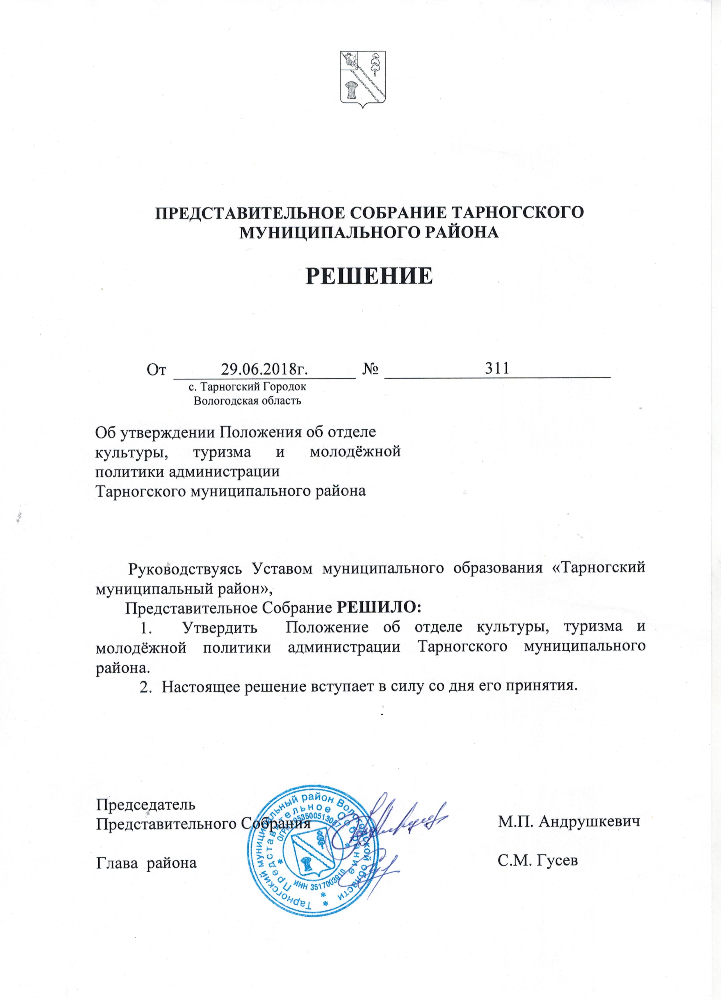 ПРЕДСТАВИТЕЛЬНОЕ СОБРАНИЕ ТАРНОГСКОГО
МУНИЦИПАЛЬНОГО РАЙОНА
РЕШЕНИЕ
От 29.06.2018г. № 311
с. Тарногский Городок
Вологодская область
Об утверждении Положения об отделе
культуры, туризма и молодёжной
политики администрации
Тарногского муниципального района
Руководствуясь Уставом муниципального образования «Тарногский
муниципальный район»,
Представительное Собрание РЕШИЛО:
1. Утвердить Положение об отделе культуры, туризма и
молодёжной политики администрации Тарногского муниципального
района.
2. Настоящее решение вступает в силу со дня его принятия.
Председатель
Представительного Собрания М.П. Андрушкевич
Глава района С.М. Гусев
Тарногский муниципальный район Вологодской области
Представительное Собрание
ИНН 3517003910